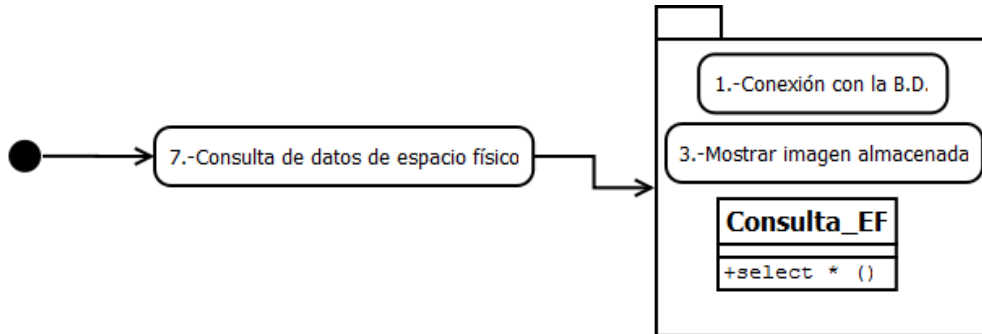 1.-Conexión con la B.D.
7.-Consulta de datos de espacio físico
3.-Mostrar imagen almacenada
Consulta_EF
+select * ()